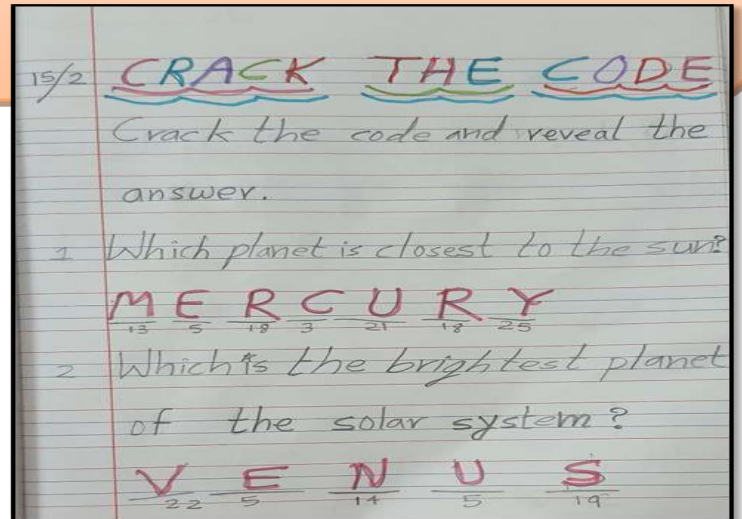 15/2 CRACK THE CODE
Crack the code and reveal the
answer.
1 Which planet is closest to the sun?
M E R C U R Y
13 5 18 3 21 18 25
2 Which is the brightest planet
of the solar system?
V E N U S
22 5 14 5 19